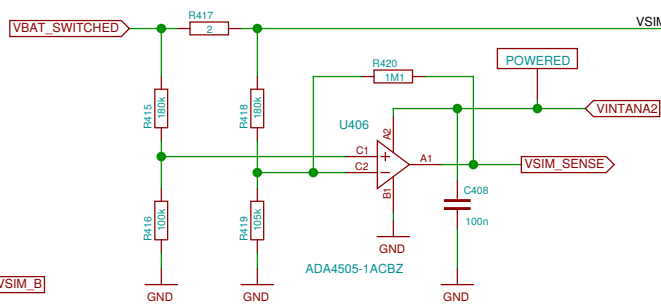 R417
VBAT_SWITCHED
2
VSIM
R420
POWERED
1M1
R415
180k
R418
180k
U406
A2
VINTANA2
C1
C2
A1
VSIM_SENSE
B1
C408
100n
R416
100k
R419
105k
GND
ADA4505-1ACBZ
VSIM_B
GND
GND
GND